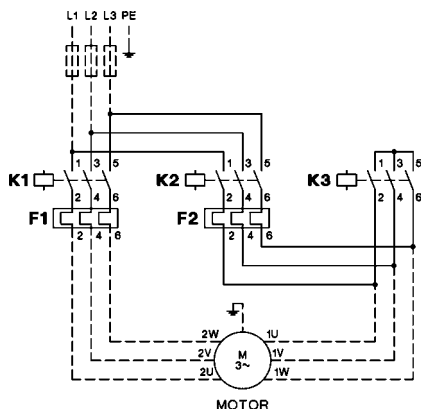 L1 L2 L3 PE
1 3 5 1 3 5 1 3 5
K1 K2 K3
2 4 6 2 4 6 2 4 6
F1 F2
2 4 6 2 4 6
2W 1U
2V M 1V
3~
2U 1W
MOTOR